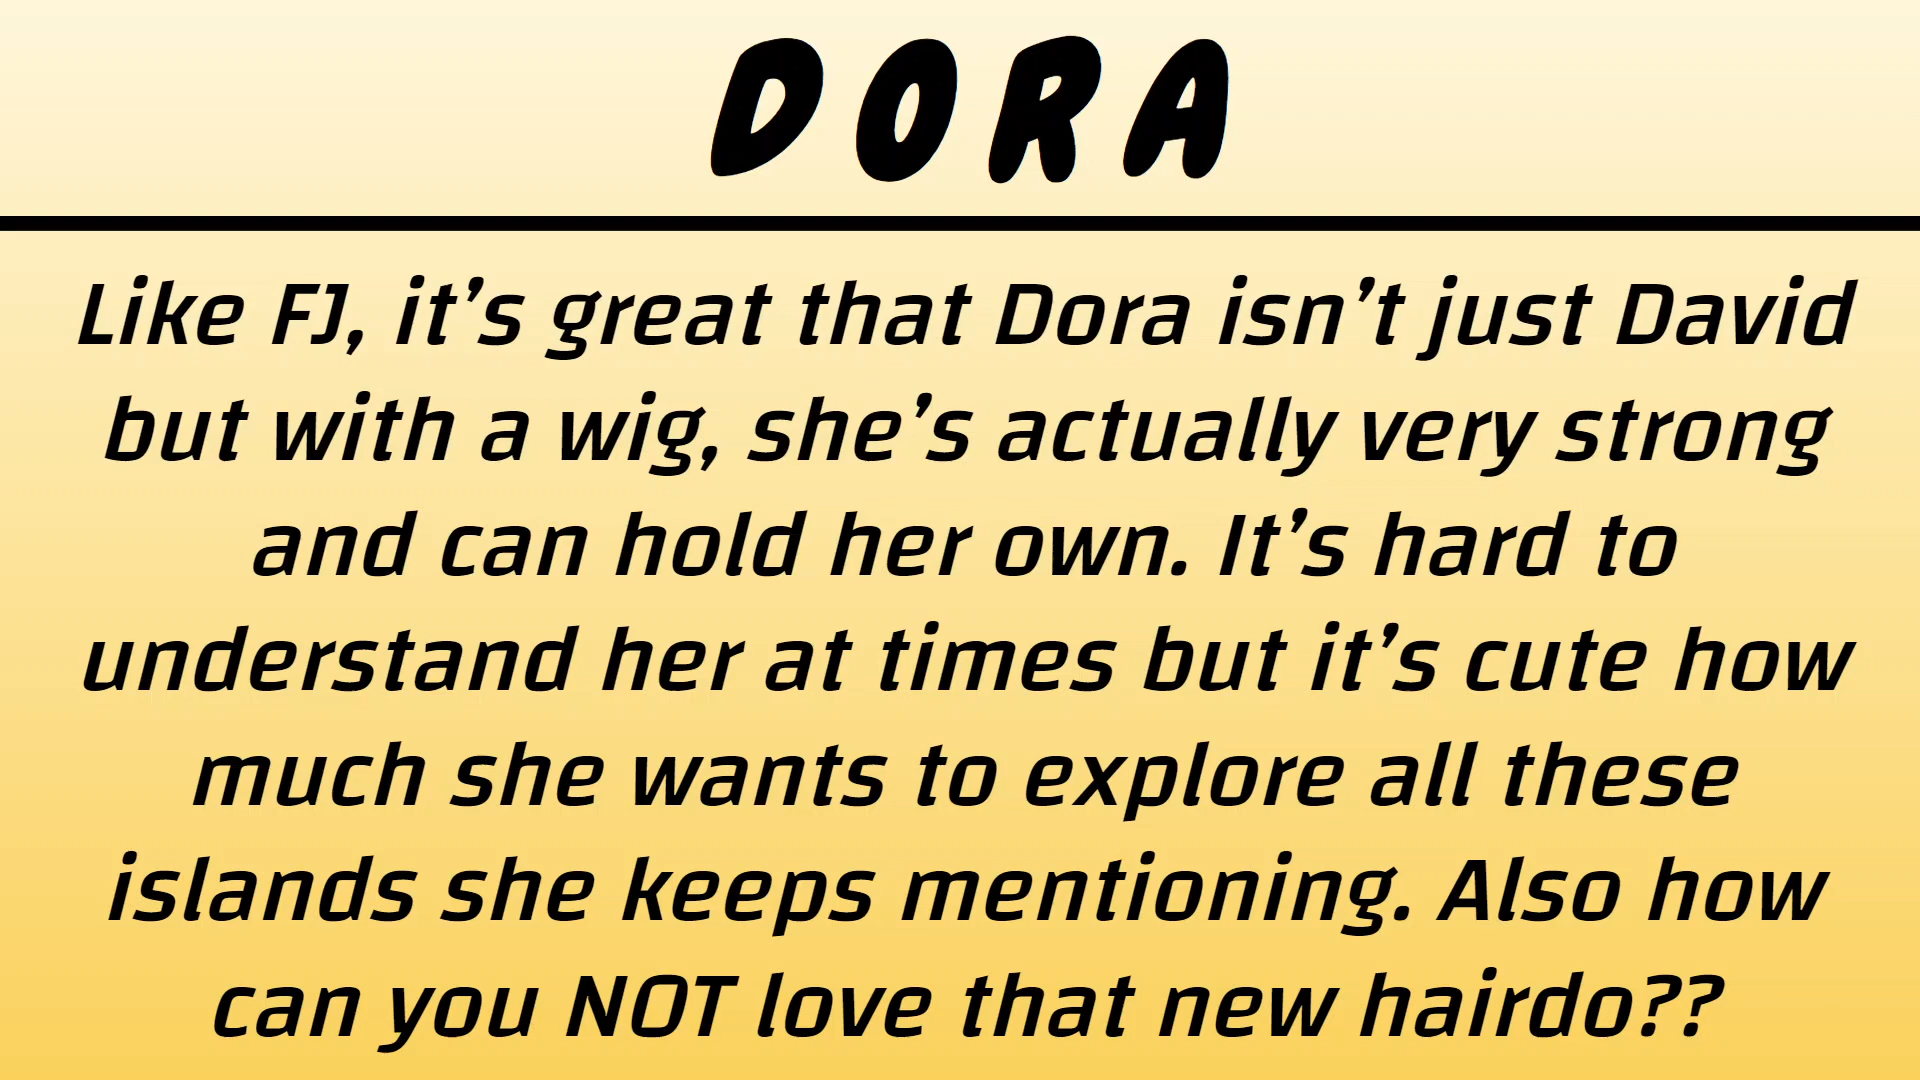 DORA
Like FJ, it’s great that Dora isn’t just David
but with a wig, she’s actually very strong
and can hold her own. It’s hard to
understand her at times but it’s cute how
much she wants to explore all these
islands she keeps mentioning. Also how
can you NOT love that new hairdo??